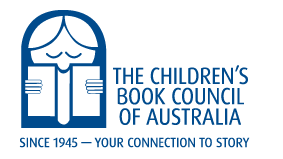 THE CHILDREN'S
BOOK COUNCIL
OF AUSTRALIA
SINCE 1945 — YOUR CONNECTION TO STORY